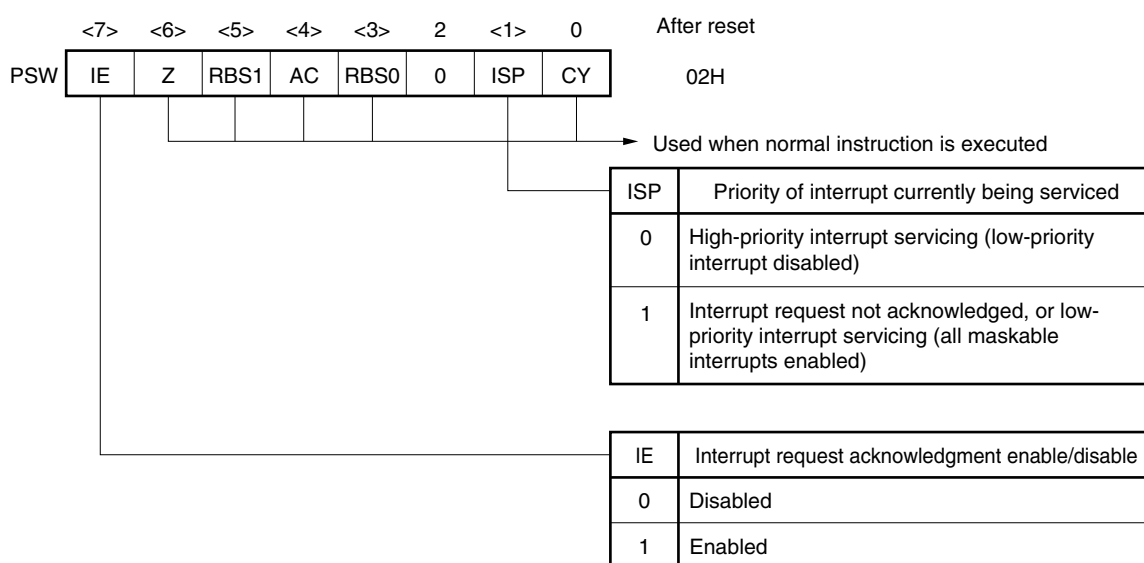 <7> <6> <5> <4> <3> 2 <1> 0 After reset
PSW IE Z RBS1 AC RBS0 0 ISP CY 02H
Used when normal instruction is executed
ISP Priority of interrupt currently being serviced
0 High-priority interrupt servicing (low-priority
interrupt disabled)
1 Interrupt request not acknowledged, or low-
priority interrupt servicing (all maskable
interrupts enabled)
IE Interrupt request acknowledgment enable/disable
0 Disabled
1 Enabled